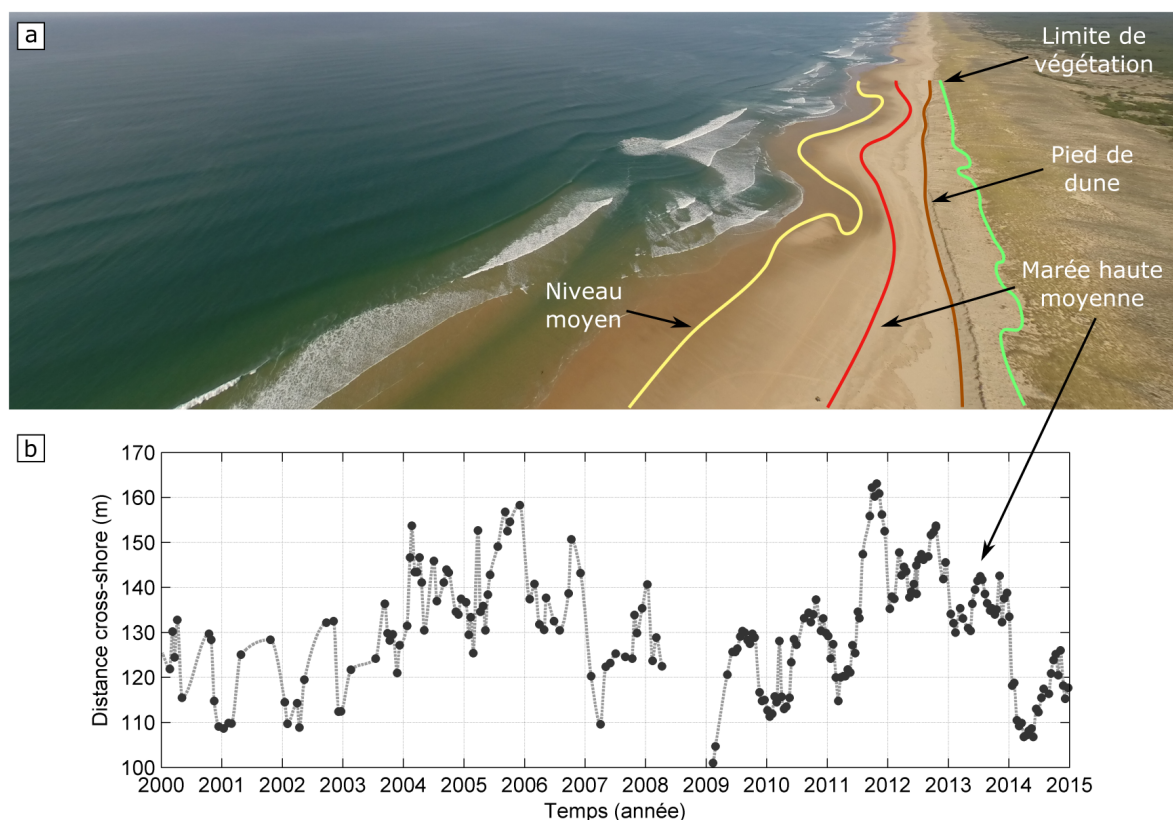 a
Limite de
végétation
Pied de
dune
Marée haute
moyenne
Niveau
moyen
b
Distance cross-shore (m)
170
160
150
140
130
120
110
100
2000 2001 2002 2003 2004 2005 2006 2007 2008 2009 2010 2011 2012 2013 2014 2015
Temps (année)